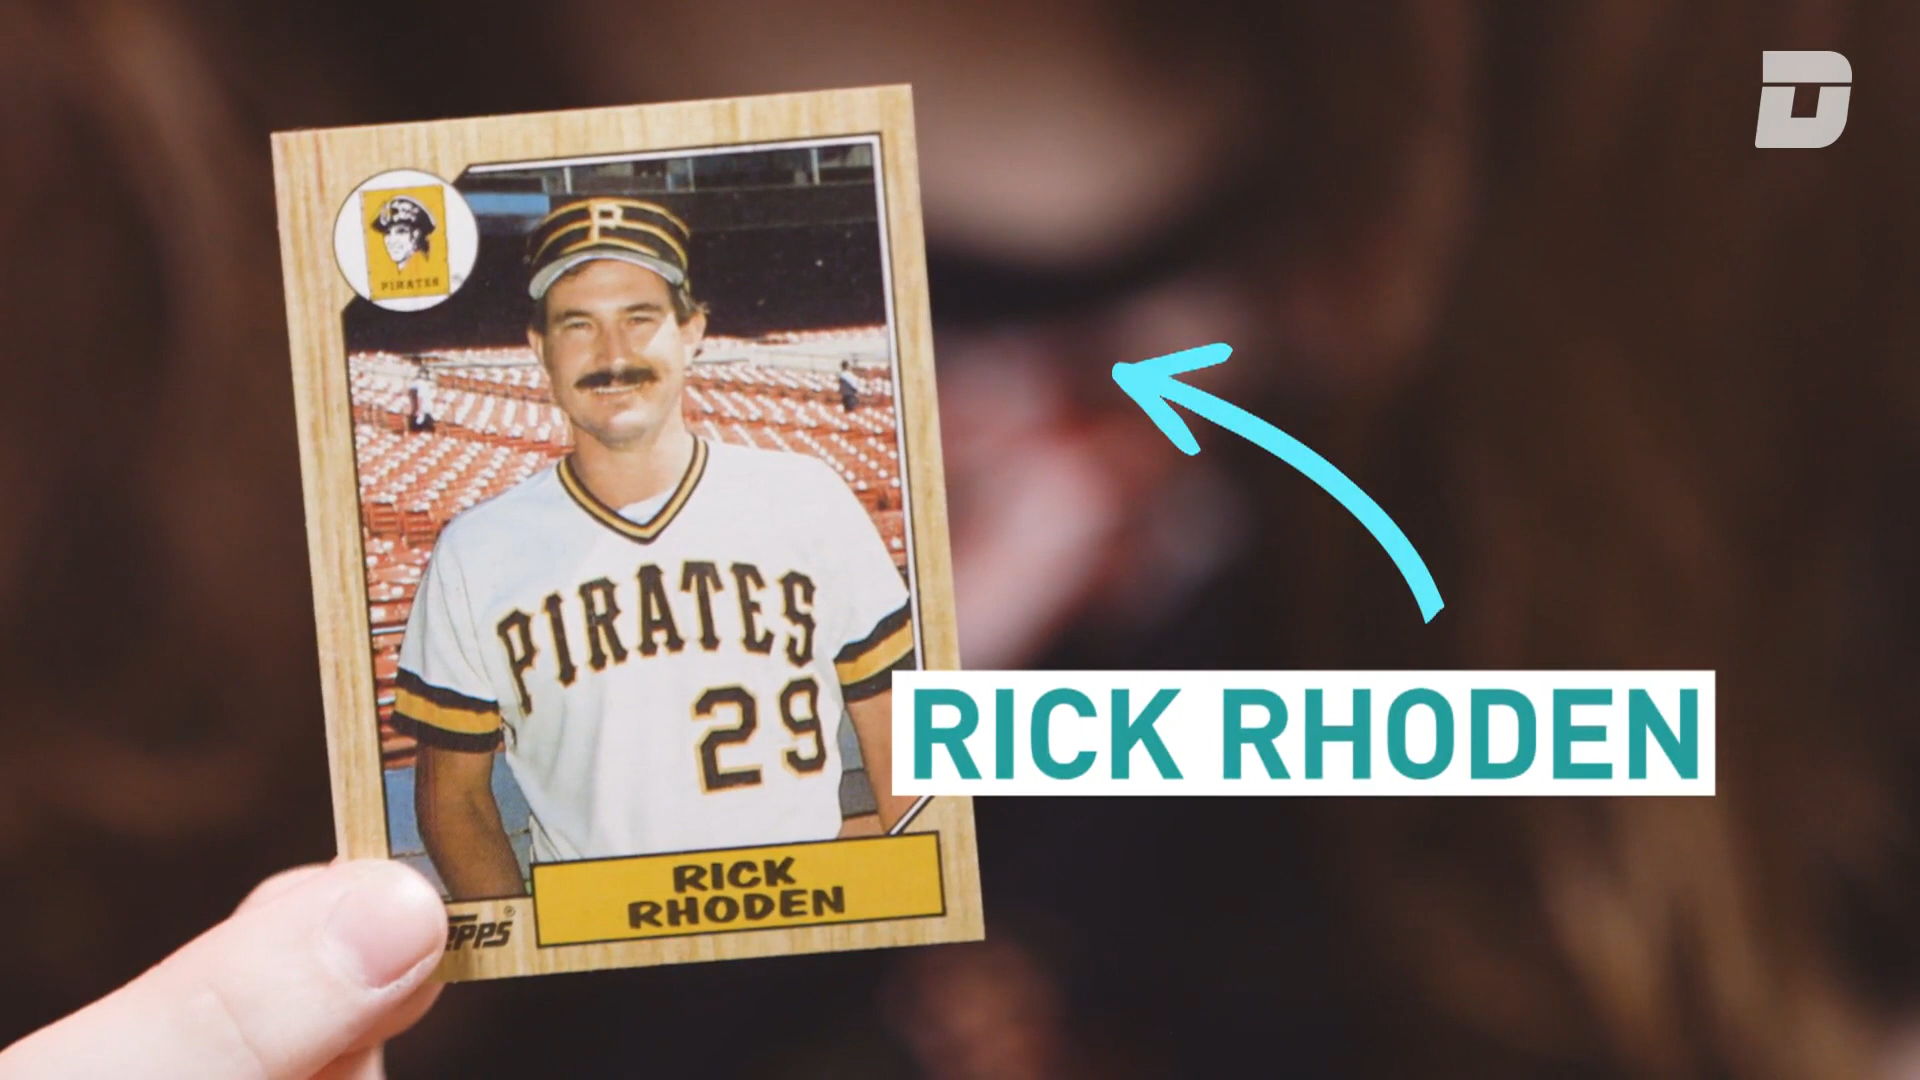 PIRATES
P
PIRATES
29
RICK RHODEN
RICK
RHODEN